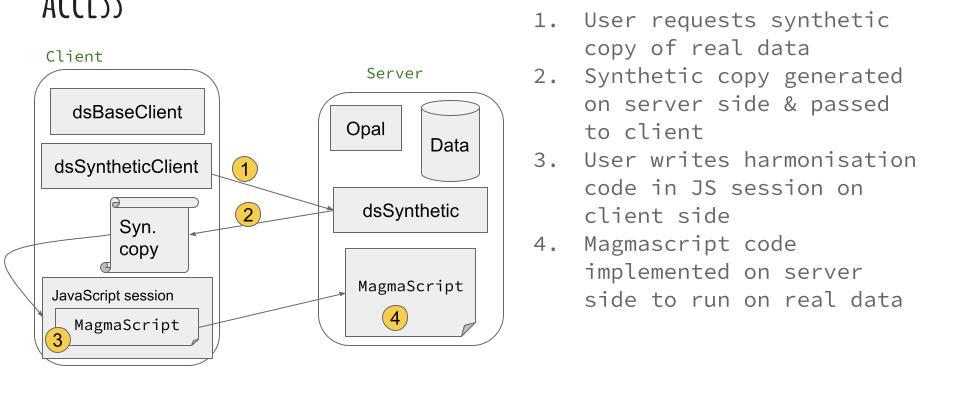 ACCESS
Client
Server
dsBaseClient
dsSyntheticClient
Syn.
copy
JavaScript session
MagmaScript
3
1
2
Opal
Data
dsSynthetic
MagmaScript
4
1. User requests synthetic
copy of real data
2. Synthetic copy generated
on server side & passed
to client
3. User writes harmonisation
code in JS session on
client side
4. Magmascript code
implemented on server
side to run on real data